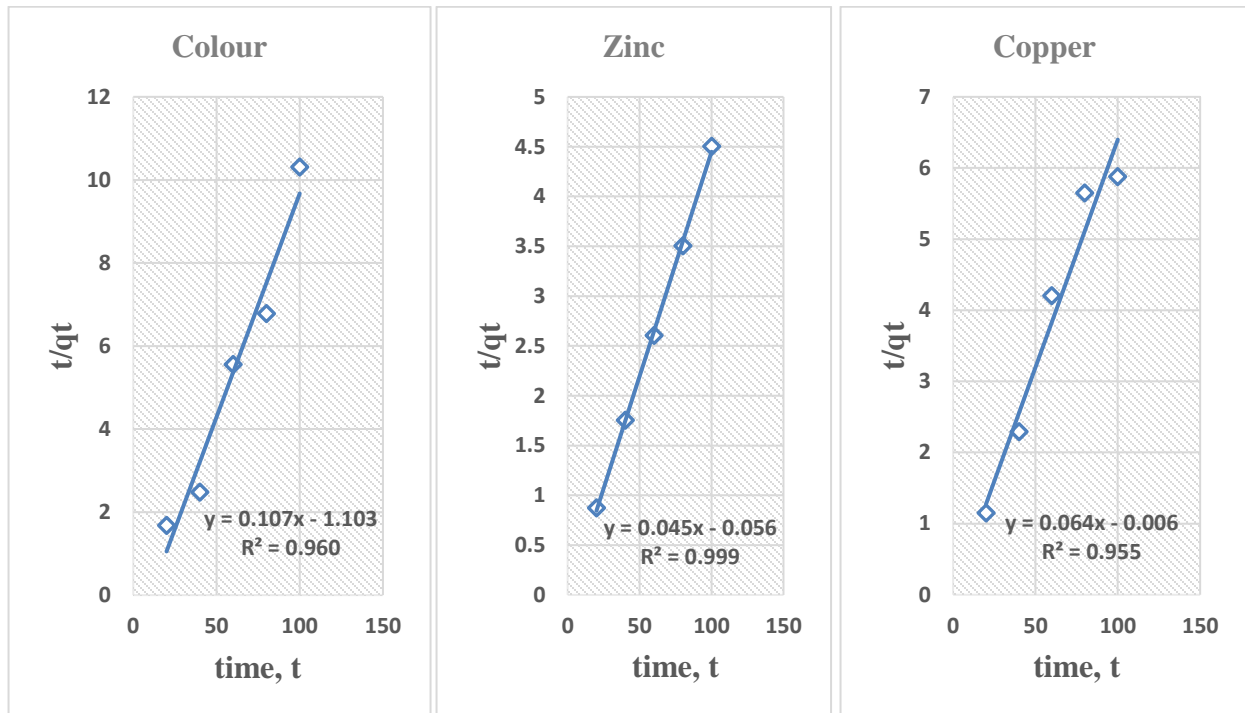 Colour
12
10
8
6
4
2
0
t/qt
y = 0.107x - 1.103
R² = 0.960
0 50 100 150
time, t
Zinc
5
4.5
4
3.5
3
2.5
2
1.5
1
0.5
0
t/qt
y = 0.045x - 0.056
R² = 0.999
0 50 100 150
time, t
Copper
7
6
5
4
3
2
1
0
t/qt
y = 0.064x - 0.006
R² = 0.955
0 50 100 150
time, t